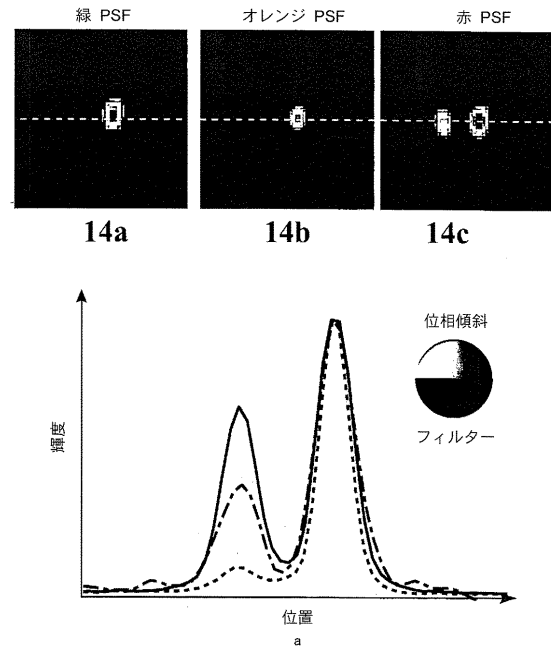 緑 PSF
オレンジ PSF
赤 PSF
14a
14b
14c
位相傾斜
フィルター
輝度
位置
a